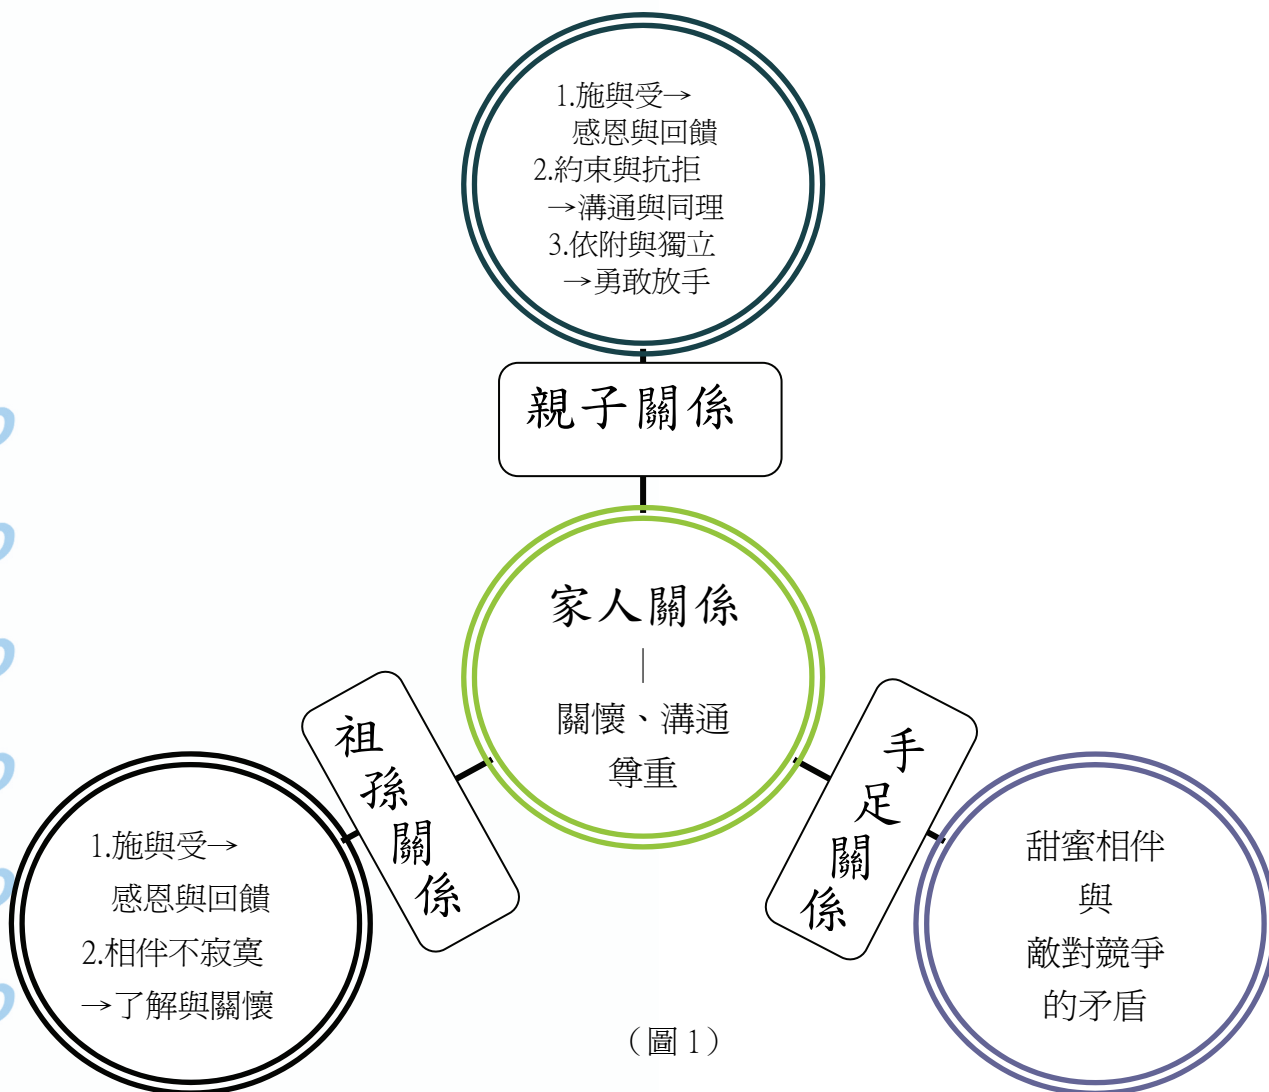 1.施與受→
感恩與回饋
2.約束與抗拒
→溝通與同理
3.依附與獨立
→勇敢放手
親子關係
家人關係
｜
關懷、溝通
尊重
祖孫關係
1.施與受→
感恩與回饋
2.相伴不寂寞
→了解與關懷
手足關係
甜蜜相伴
與
敵對競爭
的矛盾
（圖 1）